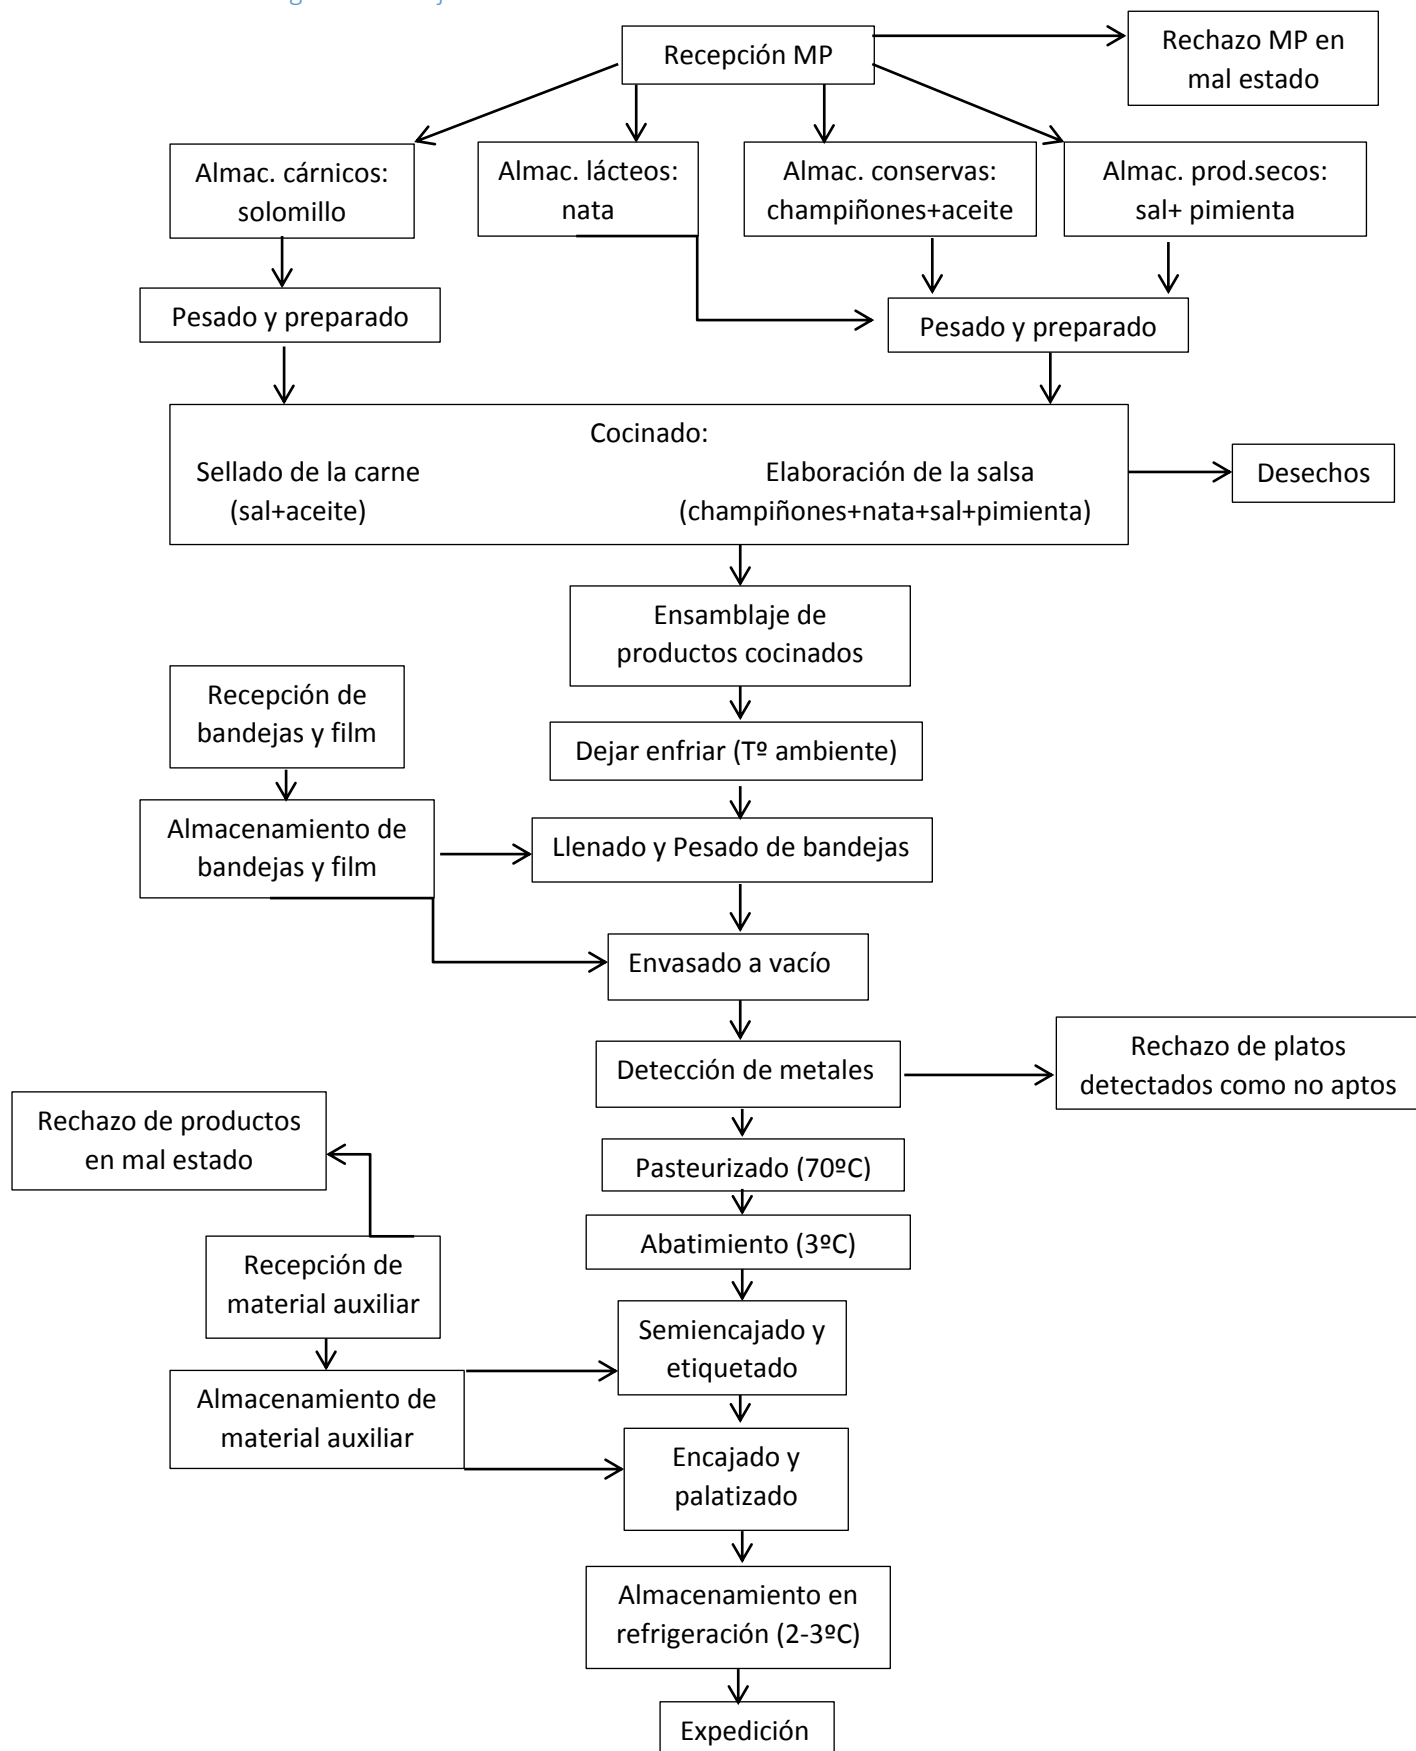 Recepción MP
Rechazo MP en
mal estado
Almac. cárnicos:
solomillo
Almac. lácteos:
nata
Almac. conservas:
champiñones+aceite
Almac. prod.secos:
sal+ pimienta
Pesado y preparado
Pesado y preparado
Cocinado:
Sellado de la carne
(sal+aceite)
Elaboración de la salsa
(champiñones+nata+sal+pimienta)
Desechos
Ensamblaje de
productos cocinados
Recepción de
bandejas y film
Dejar enfriar (Tº ambiente)
Almacenamiento de
bandejas y film
Llenado y Pesado de bandejas
Envasado a vacío
Detección de metales
Rechazo de platos
detectados como no aptos
Rechazo de productos
en mal estado
Pasteurizado (70ºC)
Abatimiento (3ºC)
Recepción de
material auxiliar
Semiencajado y
etiquetado
Almacenamiento de
material auxiliar
Encajado y
palatizado
Almacenamiento en
refrigeración (2-3ºC)
Expedición